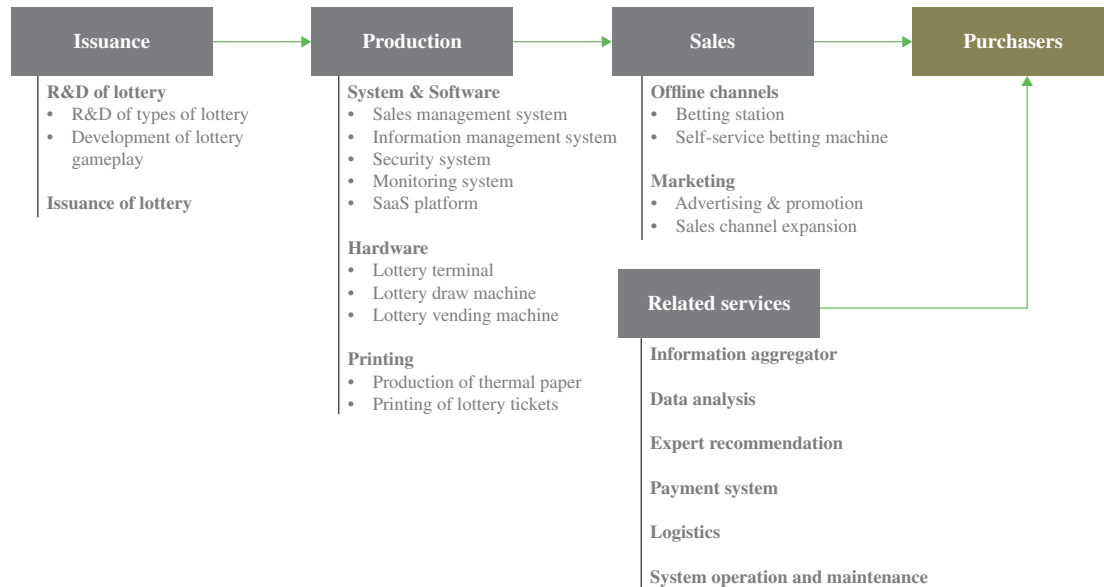 Issuance
R&D of lottery
• R&D of types of lottery
• Development of lottery
gameplay
Issuance of lottery
Production
System & Software
• Sales management system
• Information management system
• Security system
• Monitoring system
• SaaS platform
Hardware
• Lottery terminal
• Lottery draw machine
• Lottery vending machine
Printing
• Production of thermal paper
• Printing of lottery tickets
Sales
Offline channels
• Betting station
• Self-service betting machine
Marketing
• Advertising & promotion
• Sales channel expansion
Related services
Information aggregator
Data analysis
Expert recommendation
Payment system
Logistics
System operation and maintenance
Purchasers